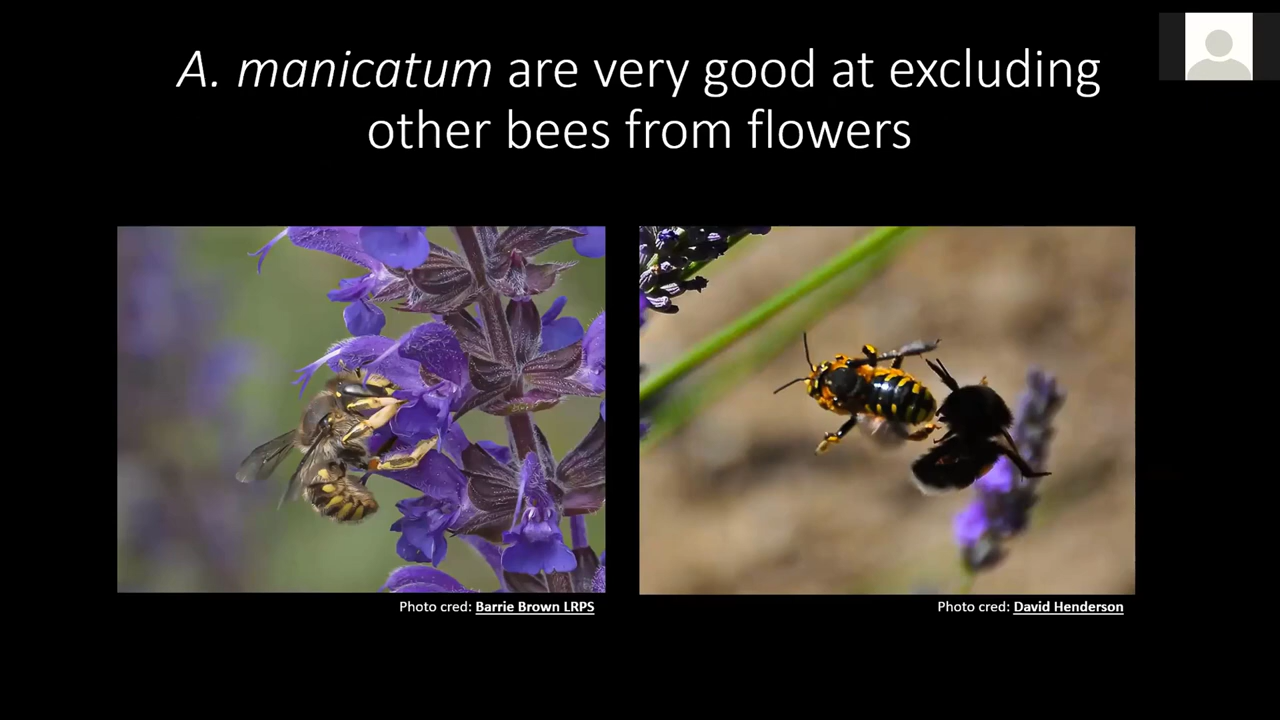 A. manicatum are very good at excluding
other bees from flowers
Photo cred: Barrie Brown LRPS
Photo cred: David Henderson